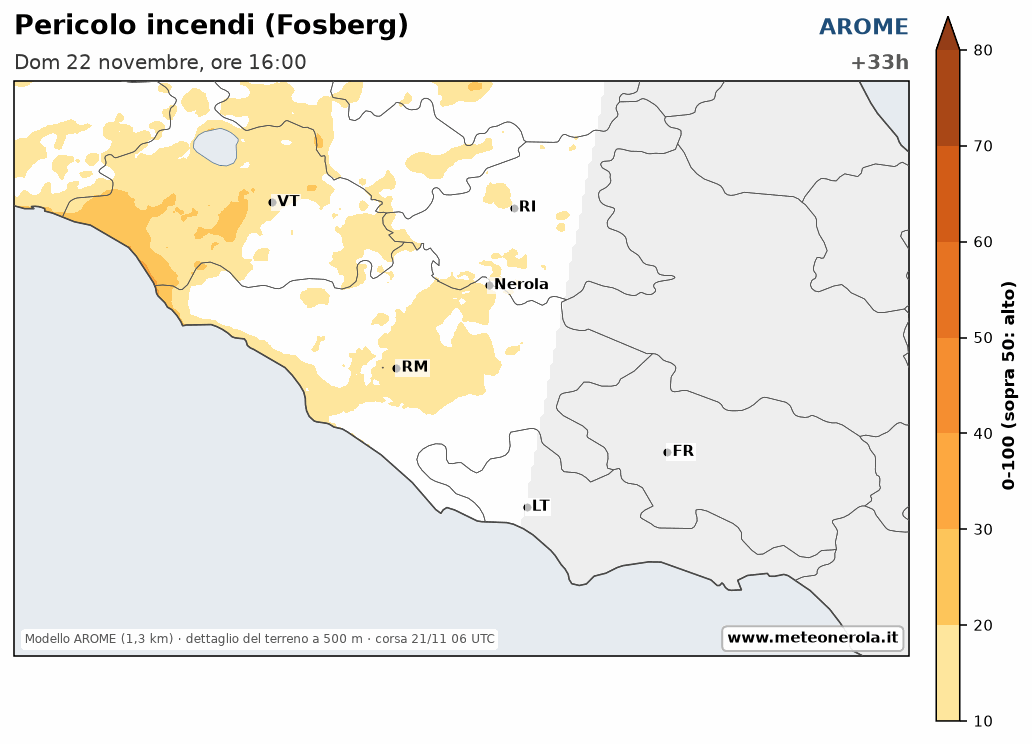 Pericolo incendi (Fosberg)
AROME
Dom 22 novembre, ore 16:00
+33h
80
70
60
50
40
30
20
10
0-100 (sopra 50: alto)
VT
RI
Nerola
RM
FR
LT
Modello AROME (1,3 km) · dettaglio del terreno a 500 m · corsa 21/11 06 UTC
www.meteonerola.it